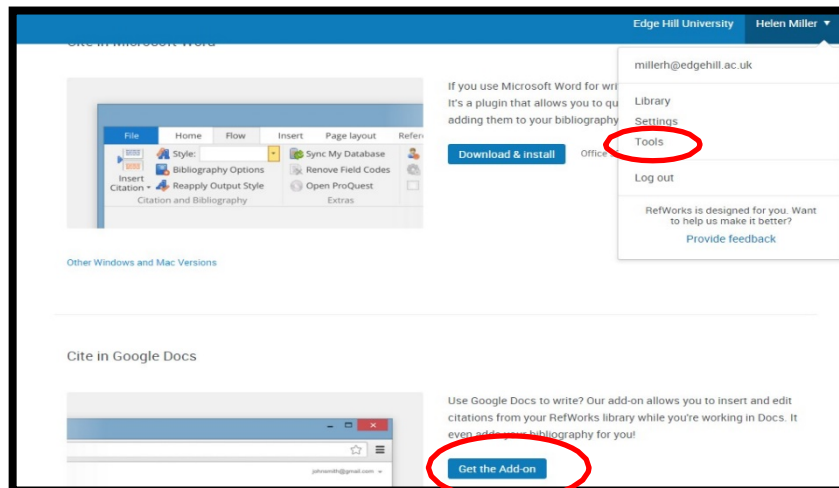 Edge Hill University Helen Miller
Cite in Microsoft Word
millerh@edgehill.ac.uk
Library
Settings
Tools
Log out
RefWorks is designed for you. Want
to help us make it better?
Provide feedback
If you use Microsoft Word for
It's a plugin that allows you to
adding them to your bibliography
Download & install Office
File Home Flow Insert Page layout
Insert
Citation
Style:
Bibliography Options
Reapply Output Style
Citation and Bibliography
Sync My Database
Remove Field Codes
Open ProQuest
Extras
Other Windows and Mac Versions
Cite in Google Docs
Use Google Docs to write? Our add-on allows you to insert and edit
citations from your RefWorks library while you're working in Docs. It
even adds your bibliography for you!
Get the Add-on
johnsmith@gmail.com